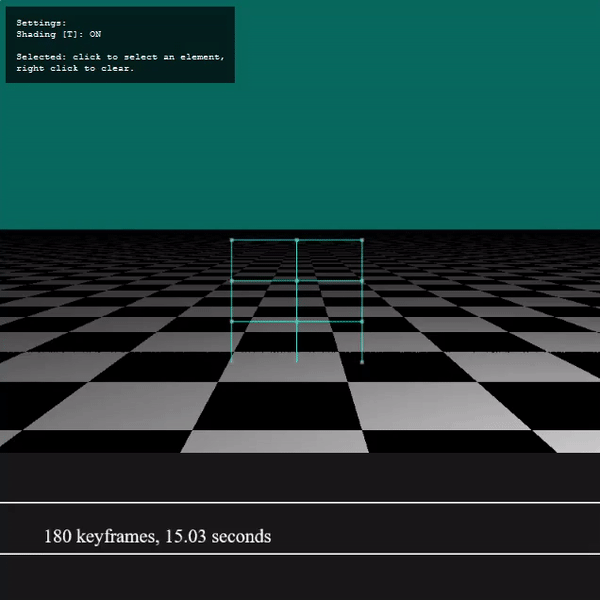 Settings:
Shading [T]: ON
Selected: click to select an element,
right click to clear.
180 keyframes, 15.03 seconds